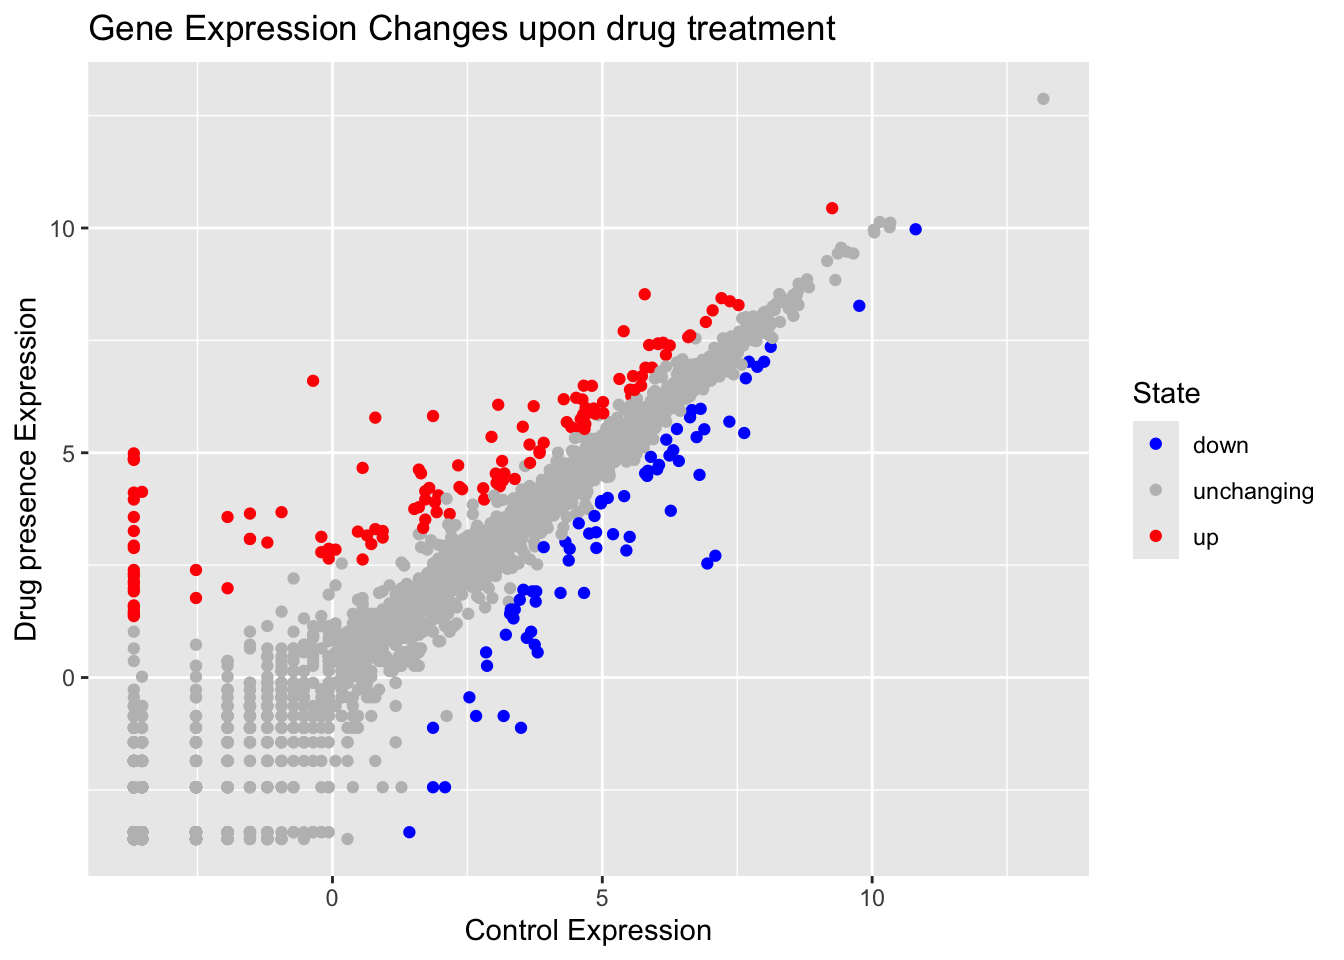 Gene Expression Changes upon drug treatment
Drug presence Expression
10
5
0
0
5
10
Control Expression
State
down
unchanging
up